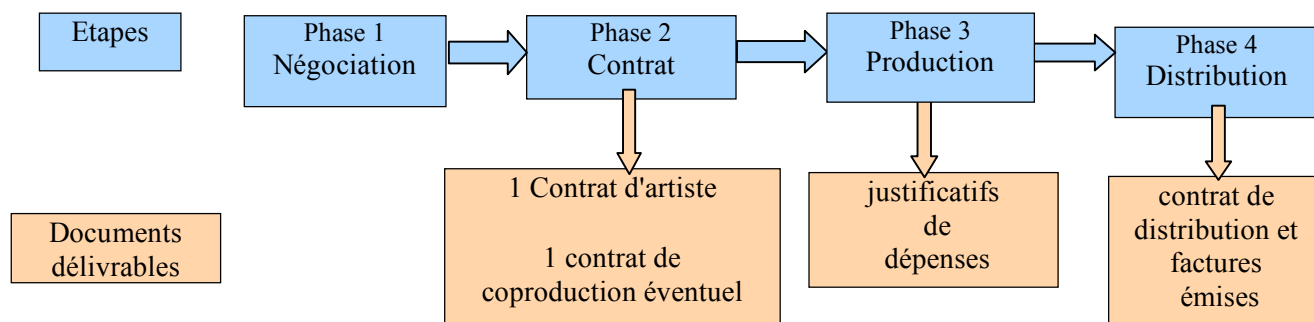 Etapes
Phase 1
Négociation
Phase 2
Contrat
Phase 3
Production
Phase 4
Distribution
Documents
délivrables
1 Contrat d'artiste
1 contrat de
coproduction éventuel
justificatifs
de
dépenses
contrat de
distribution et
factures
émises